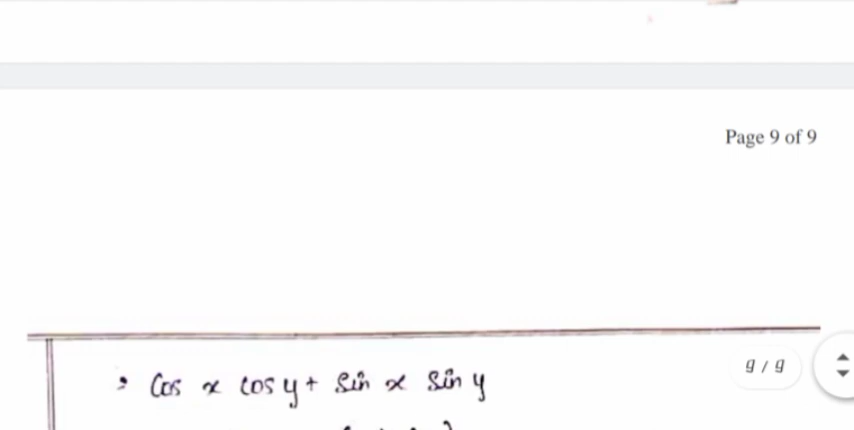 Page 9 of 9
Cos x cos y + Sin x Sin y
9 / 9